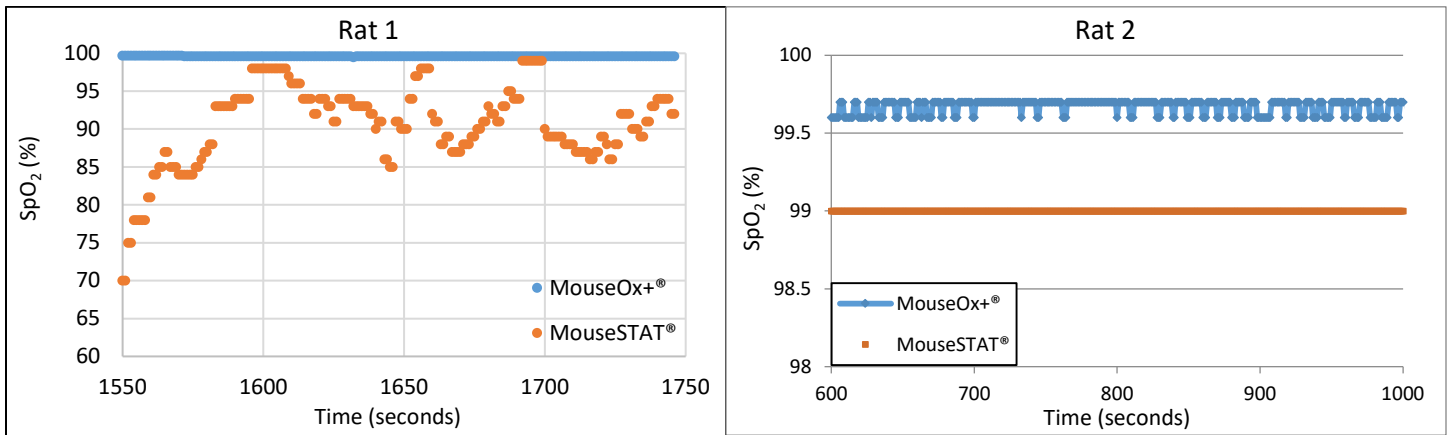 Rat 1
100
95
90
85
80
75
70
65
60
SpO₂ (%)
1550
1600
1650
1700
1750
Time (seconds)
MouseOx+®
MouseSTAT®
Rat 2
100
99.5
99
98.5
98
SpO₂ (%)
600
700
800
900
1000
Time (seconds)
MouseOx+®
MouseSTAT®